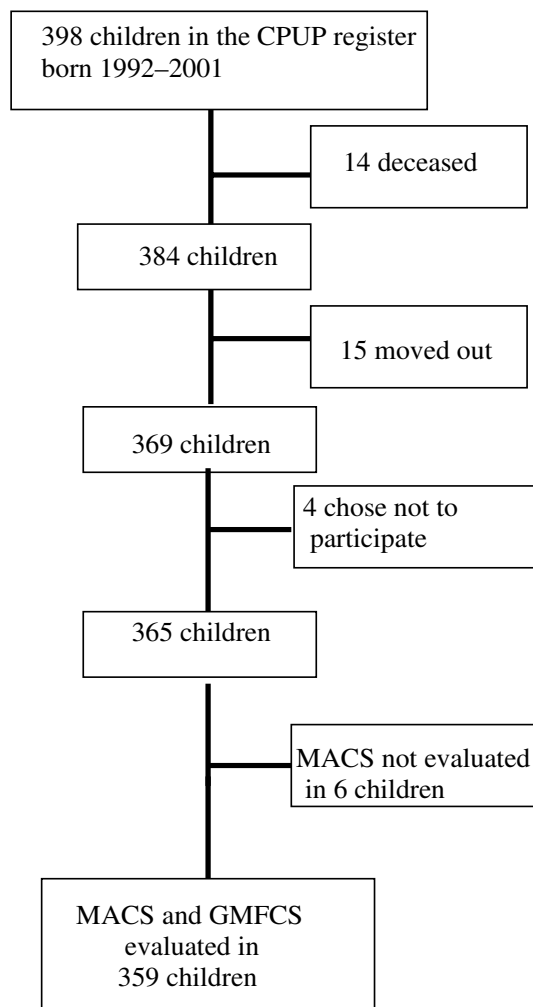 398 children in the CPUP register
born 1992–2001
14 deceased
384 children
15 moved out
369 children
4 chose not to
participate
365 children
MACS not evaluated
in 6 children
MACS and GMFCS
evaluated in
359 children